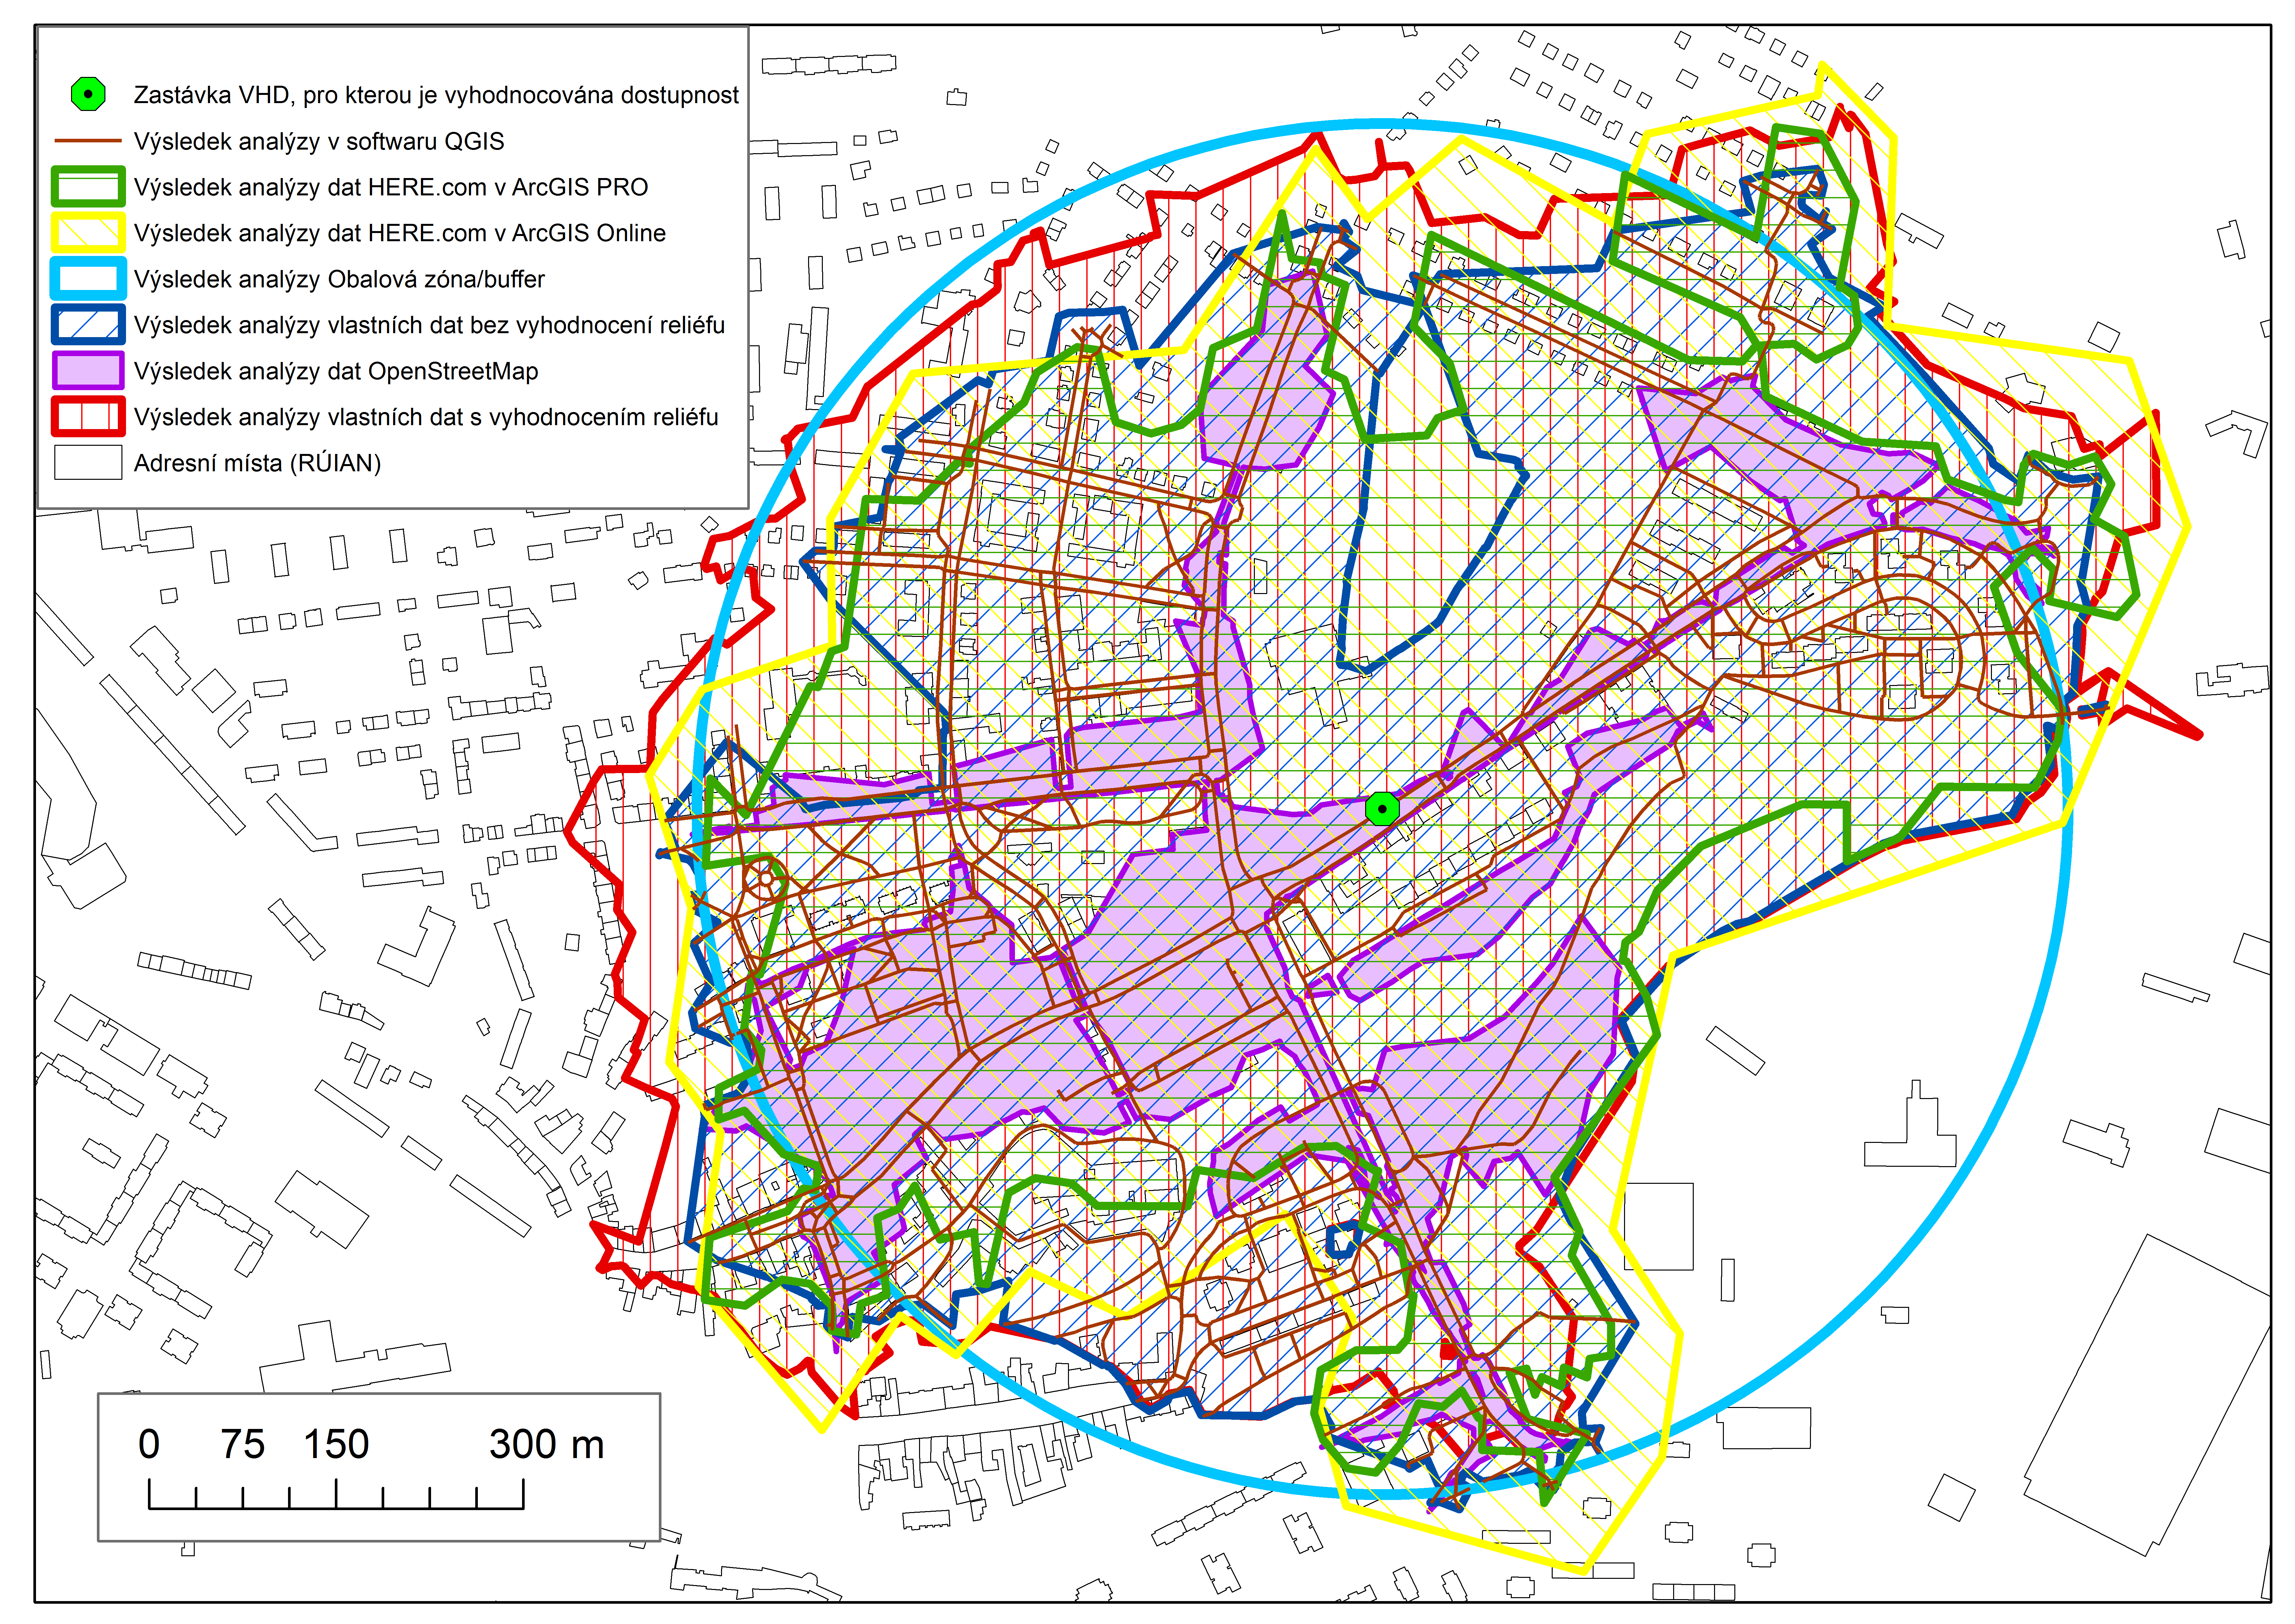 Zastávka VHD, pro kterou je vyhodnocována dostupnost
Výsledek analýzy v softwaru QGIS
Výsledek analýzy dat HERE.com v ArcGIS PRO
Výsledek analýzy dat HERE.com v ArcGIS Online
Výsledek analýzy Obalová zóna/buffer
Výsledek analýzy vlastních dat bez vyhodnocení reliéfu
Výsledek analýzy dat OpenStreetMap
Výsledek analýzy vlastních dat s vyhodnocením reliéfu
Adresní místa (RÚIAN)
0 75 150 300 m